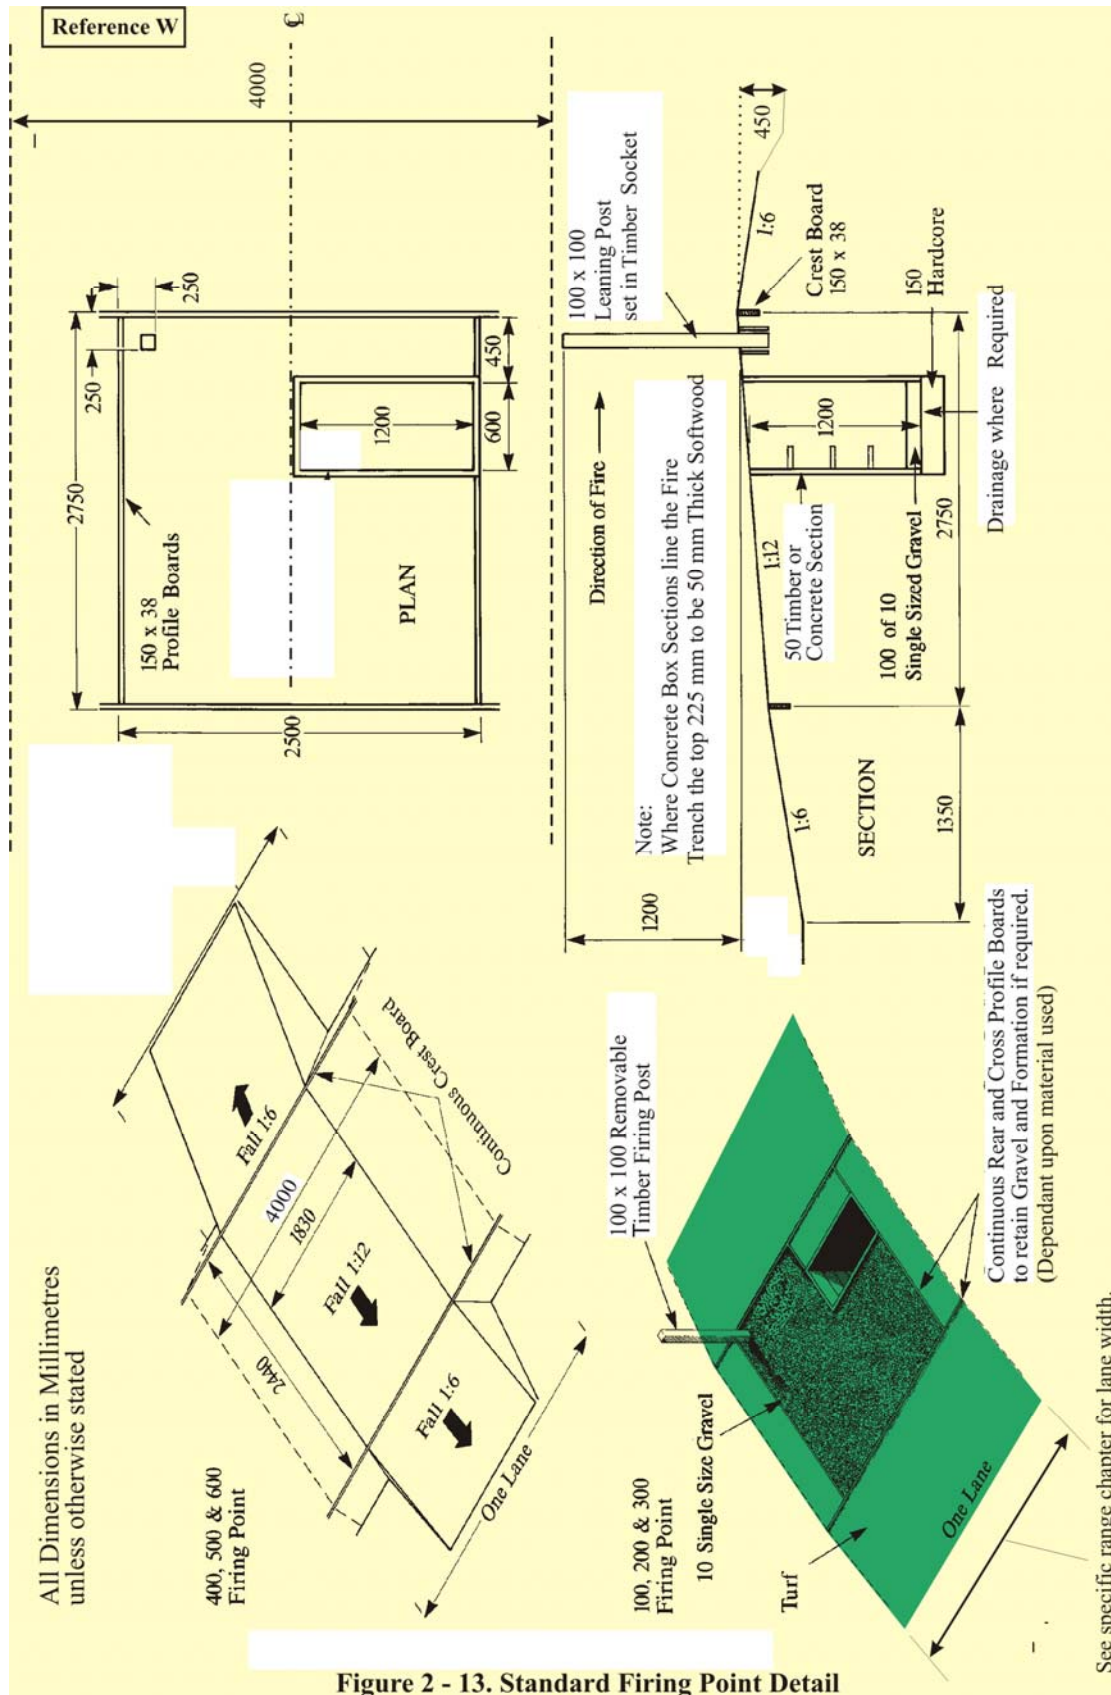 Reference W
All Dimensions in Millimetres
unless otherwise stated
400, 500 & 600
Firing Point
Fall 1:6
4000
1830
2440
Fall 1:12
Fall 1:6
One Lane
Continuous Crest Board
℄
4000
2750
250
250
150 x 38
Profile Boards
2500
1200
450
600
PLAN
100, 200 & 300
Firing Point
10 Single Size Gravel
Turf
100 x 100 Removable
Timber Firing Post
Continuous Rear and Cross Profile Boards
to retain Gravel and Formation if required.
(Dependant upon material used)
One Lane
See specific range chapter for lane width.
100 x 100
Leaning Post
set in Timber Socket
Direction of Fire
Note:
Where Concrete Box Sections line the Fire
Trench the top 225 mm to be 50 mm Thick Softwood
1200
450
1:6
Crest Board
150 x 38
150
Hardcore
1200
1:12
50 Timber or
Concrete Section
100 of 10
Single Sized Gravel
Drainage where Required
2750
1:6
1350
SECTION
Figure 2 - 13. Standard Firing Point Detail